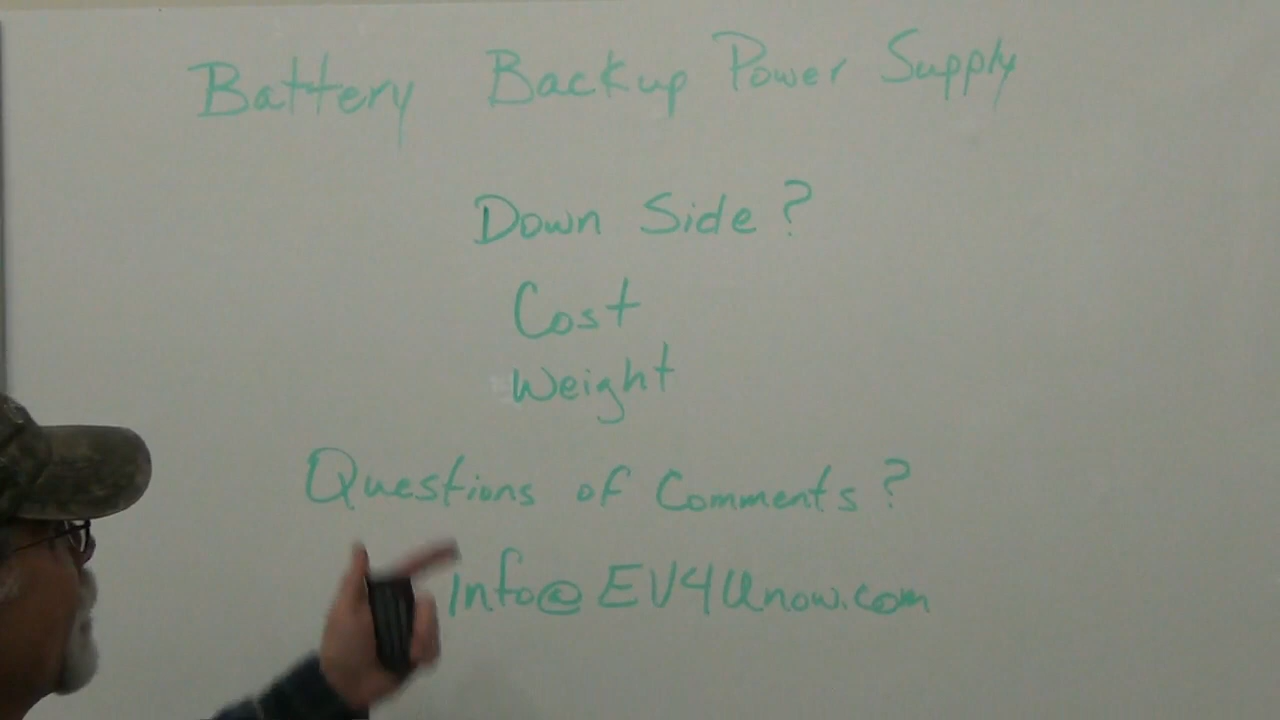 Battery Backup Power Supply
Down Side?
Cost
Weight
Questions of Comments?
Info@EV4Unow.com